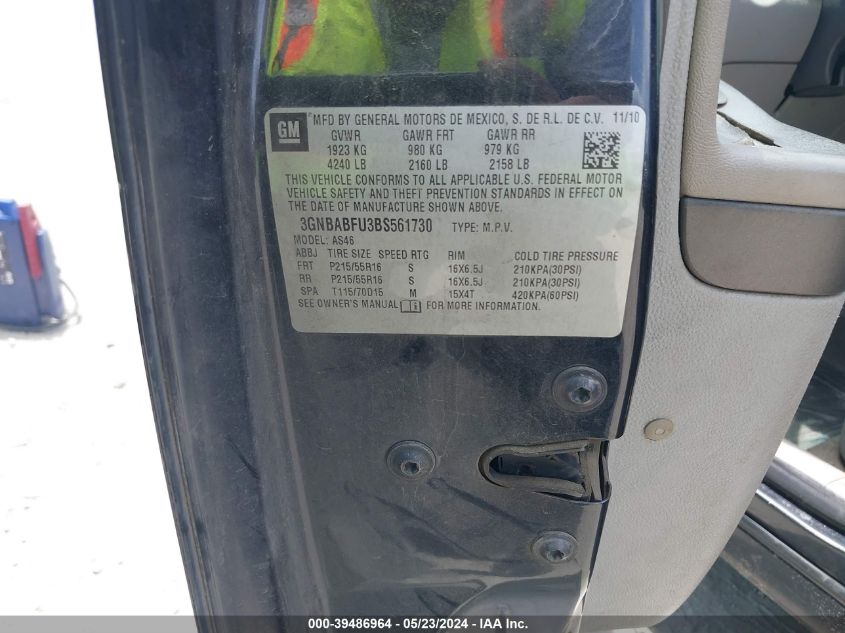 GM
MFD BY GENERAL MOTORS DE MEXICO, S. DE R.L. DE C.V. 11/10
GVWR GAWR FRT GAWR RR
1923 KG 980 KG 979 KG
4240 LB 2160 LB 2158 LB
THIS VEHICLE CONFORMS TO ALL APPLICABLE U.S. FEDERAL MOTOR
VEHICLE SAFETY AND THEFT PREVENTION STANDARDS IN EFFECT ON
THE DATE OF MANUFACTURE SHOWN ABOVE.
3GNBABFU3BS561730 TYPE: M.P.V.
MODEL: AS46
ABBJ TIRE SIZE SPEED RTG RIM COLD TIRE PRESSURE
FRT P215/55R16 S 16X6.5J 210KPA(30PSI)
RR P215/55R16 S 16X6.5J 210KPA(30PSI)
SPA T115/70D15 M 15X4T 420KPA(60PSI)
SEE OWNER'S MANUAL FOR MORE INFORMATION.
000-39486964 / 05/23/2024 - IAA Inc.